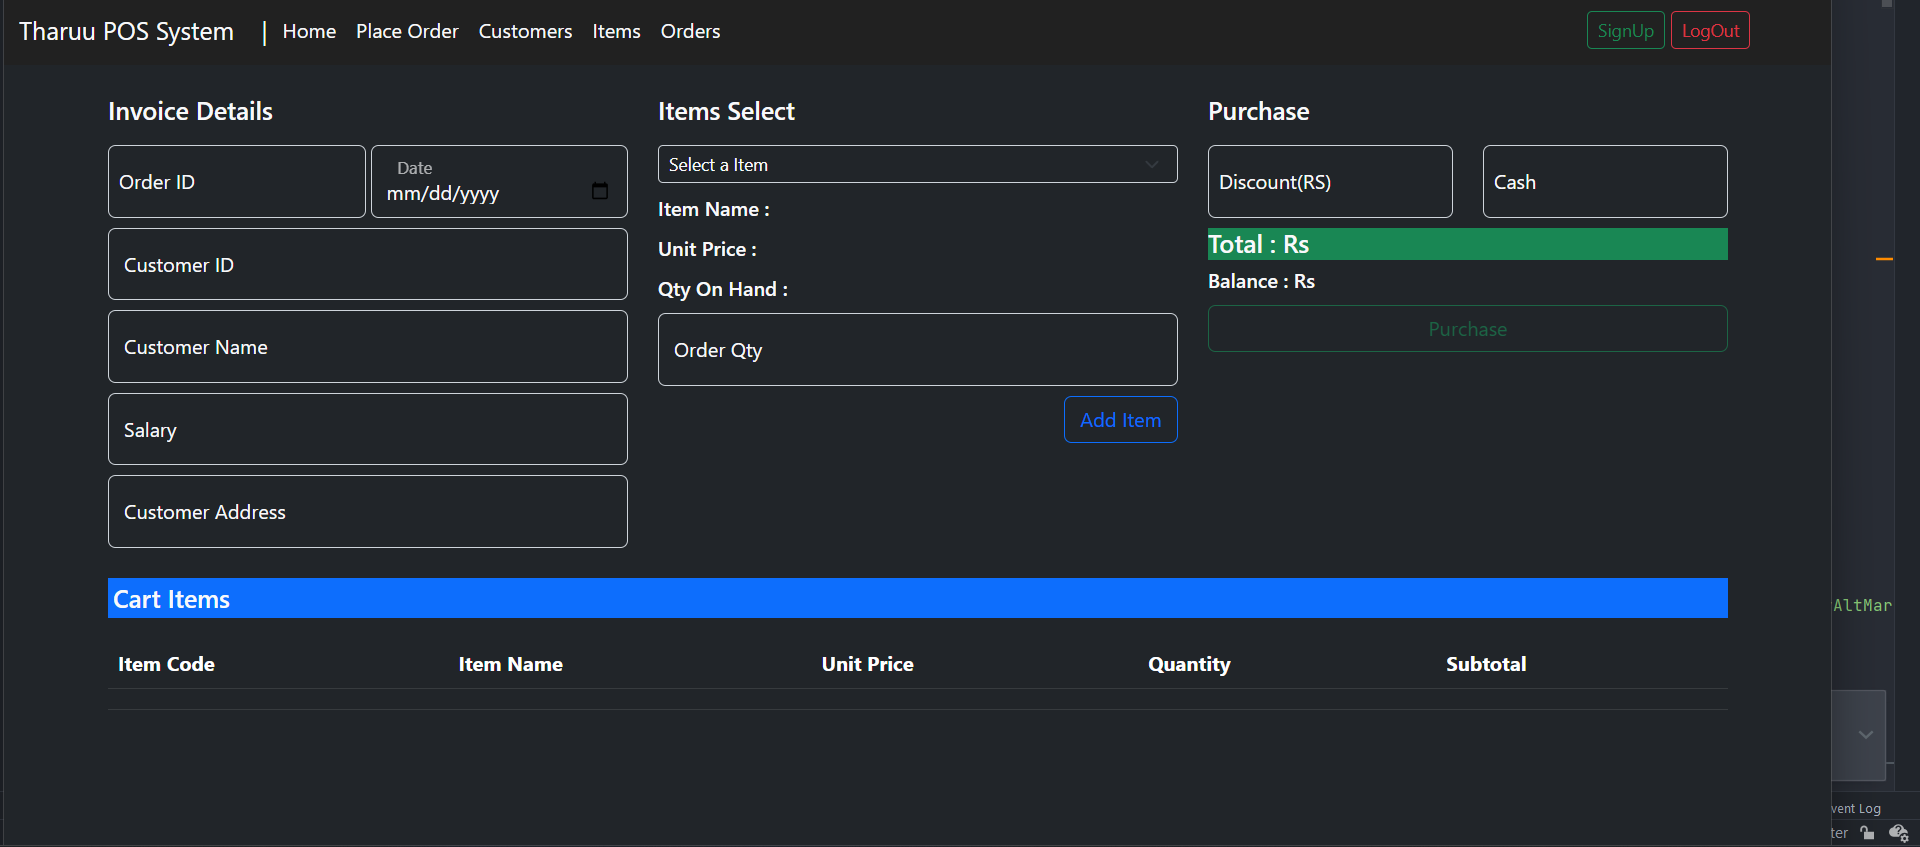 Tharuu POS System | Home Place Order Customers Items Orders SignUp LogOut
Invoice Details
Order ID
Date
mm/dd/yyyy
Customer ID
Customer Name
Salary
Customer Address
Items Select
Select a Item
Item Name :
Unit Price :
Qty On Hand :
Order Qty
Add Item
Purchase
Discount(RS)
Cash
Total : Rs
Balance : Rs
Purchase
Cart Items
Item Code Item Name Unit Price Quantity Subtotal
AltMar
vent Log
ter